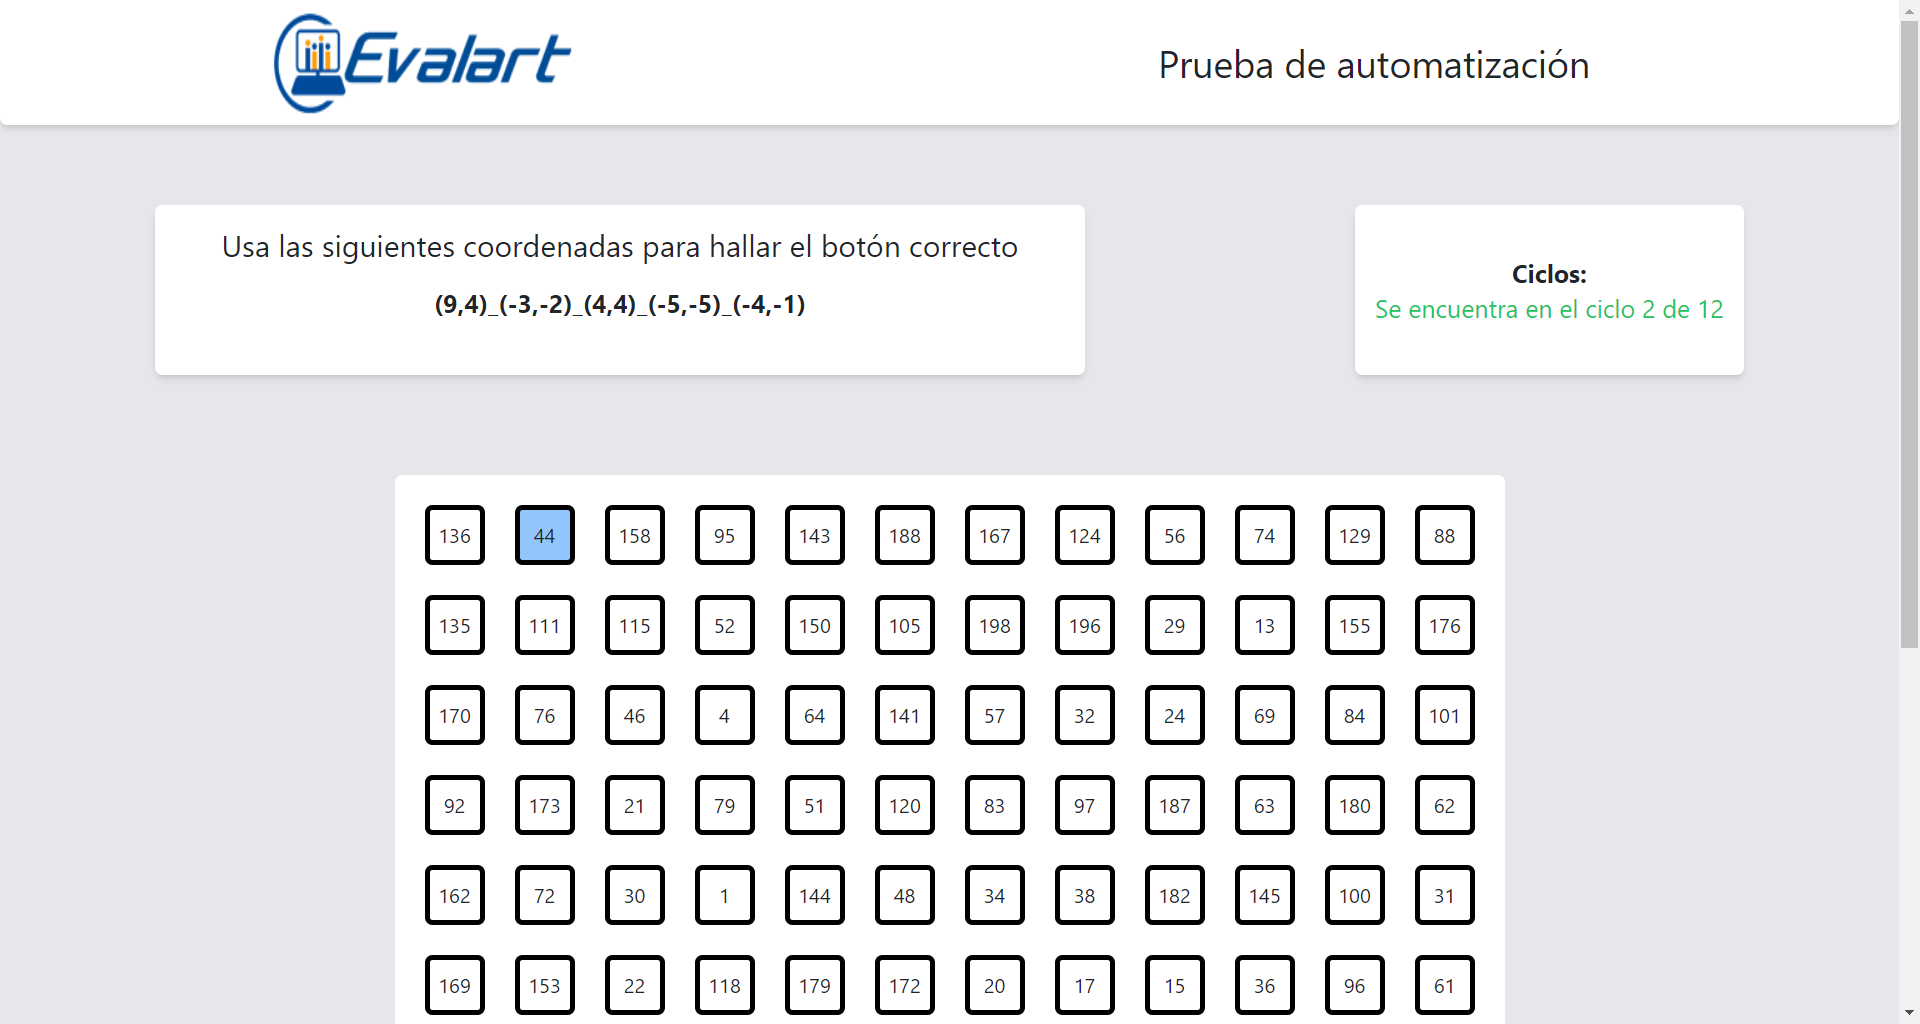 Evalart
Prueba de automatización
Usa las siguientes coordenadas para hallar el botón correcto
(9,4)_(-3,-2)_(4,4)_(-5,-5)_(-4,-1)
Ciclos:
Se encuentra en el ciclo 2 de 12
136 44 158 95 143 188 167 124 56 74 129 88
135 111 115 52 150 105 198 196 29 13 155 176
170 76 46 4 64 141 57 32 24 69 84 101
92 173 21 79 51 120 83 97 187 63 180 62
162 72 30 1 144 48 34 38 182 145 100 31
169 153 22 118 179 172 20 17 15 36 96 61